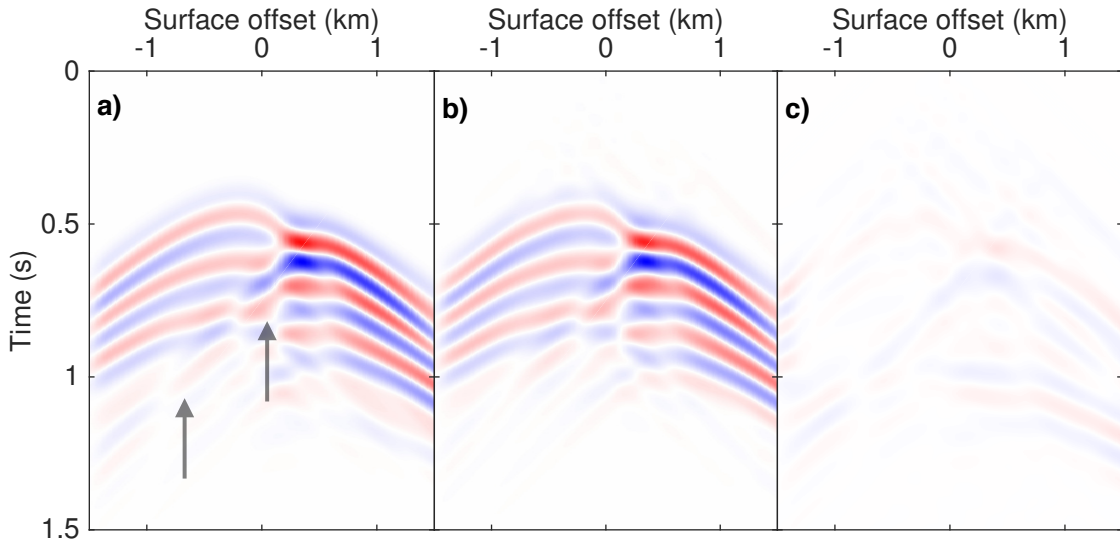 Surface offset (km) Surface offset (km) Surface offset (km)
-1 0 1 -1 0 1 -1 0 1
0
a) b) c)
0.5
Time (s)
1
1.5